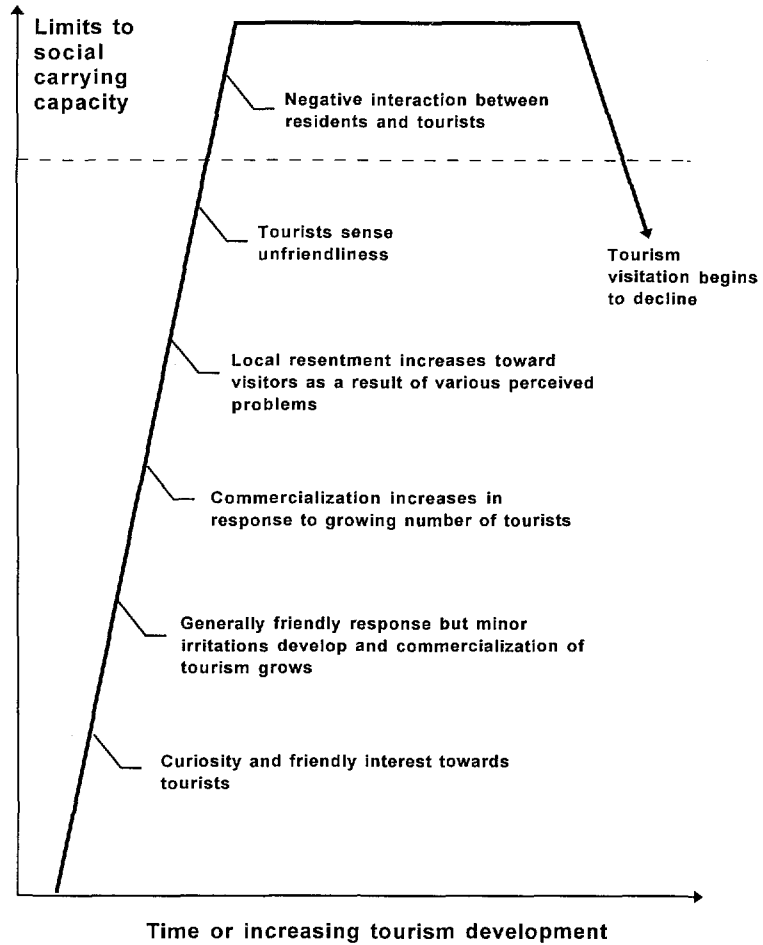 Limits to
social
carrying
capacity
Negative interaction between
residents and tourists
Tourists sense
unfriendliness
Tourism
visitation begins
to decline
Local resentment increases toward
visitors as a result of various perceived
problems
Commercialization increases in
response to growing number of tourists
Generally friendly response but minor
irritations develop and commercialization of
tourism grows
Curiosity and friendly interest towards
tourists
Time or increasing tourism development